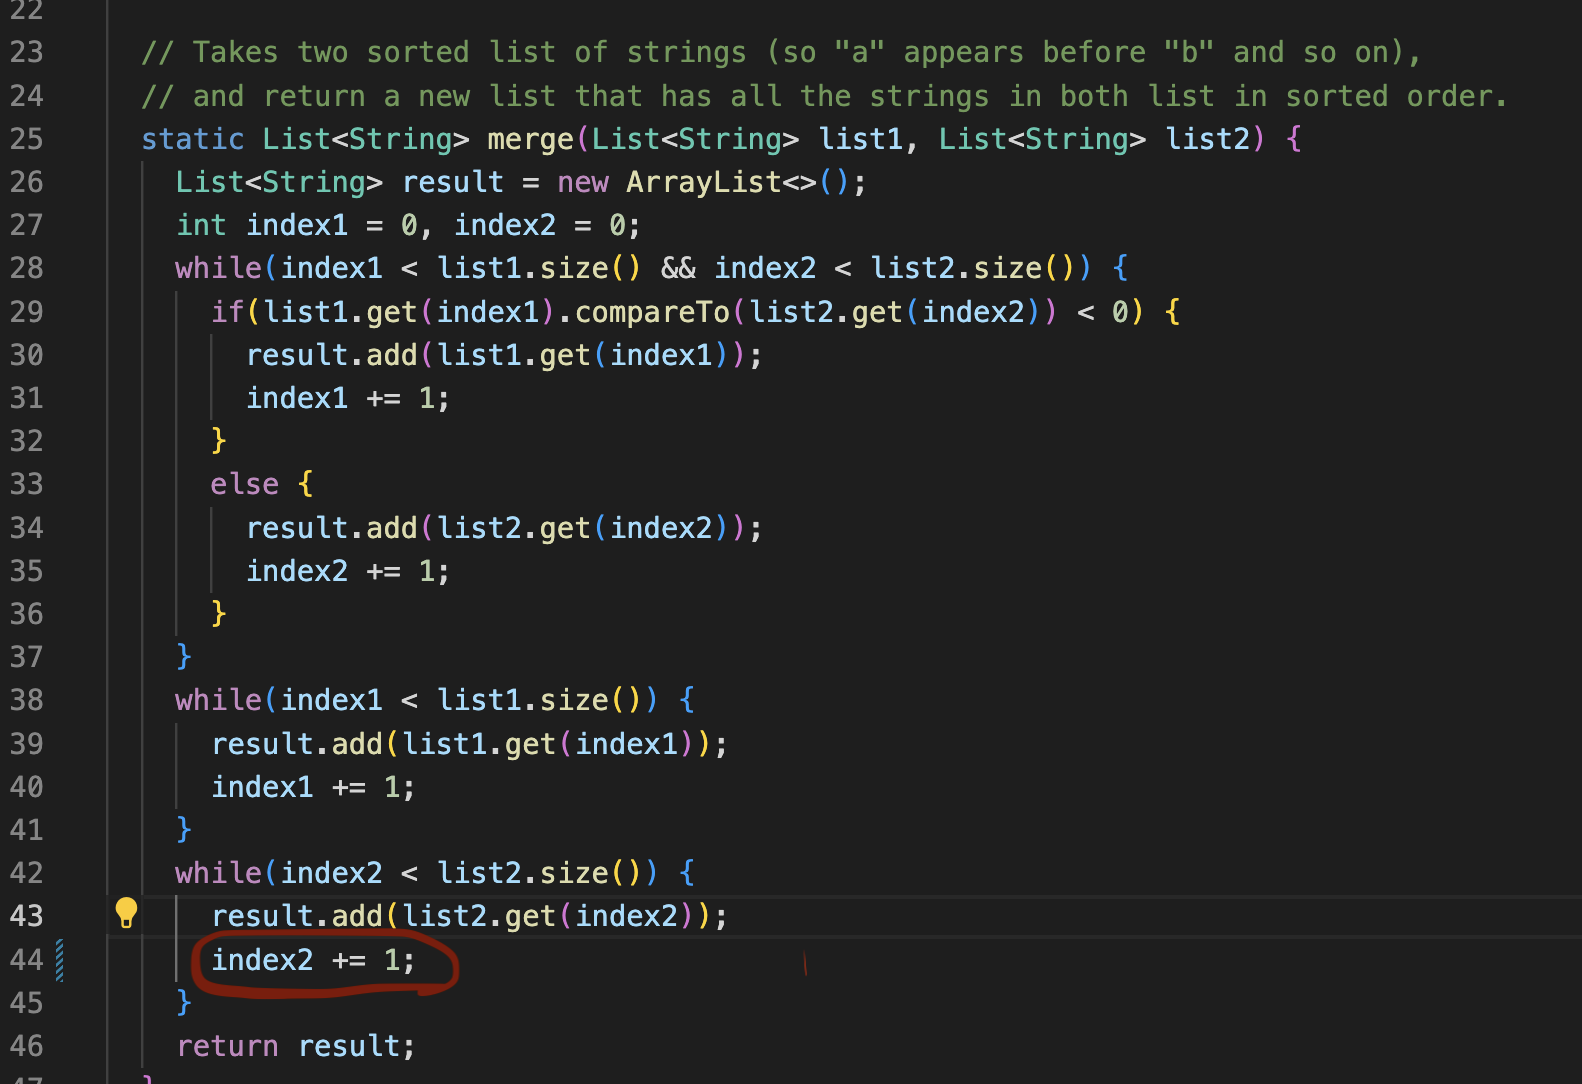 22
23 // Takes two sorted list of strings (so "a" appears before "b" and so on),
24 // and return a new list that has all the strings in both list in sorted order.
25 static List<String> merge(List<String> list1, List<String> list2) {
26 List<String> result = new ArrayList<>();
27 int index1 = 0, index2 = 0;
28 while(index1 < list1.size() && index2 < list2.size()) {
29 if(list1.get(index1).compareTo(list2.get(index2)) < 0) {
30 result.add(list1.get(index1));
31 index1 += 1;
32 }
33 else {
34 result.add(list2.get(index2));
35 index2 += 1;
36 }
37 }
38 while(index1 < list1.size()) {
39 result.add(list1.get(index1));
40 index1 += 1;
41 }
42 while(index2 < list2.size()) {
43 result.add(list2.get(index2));
44 index2 += 1;
45 }
46 return result;
47 }